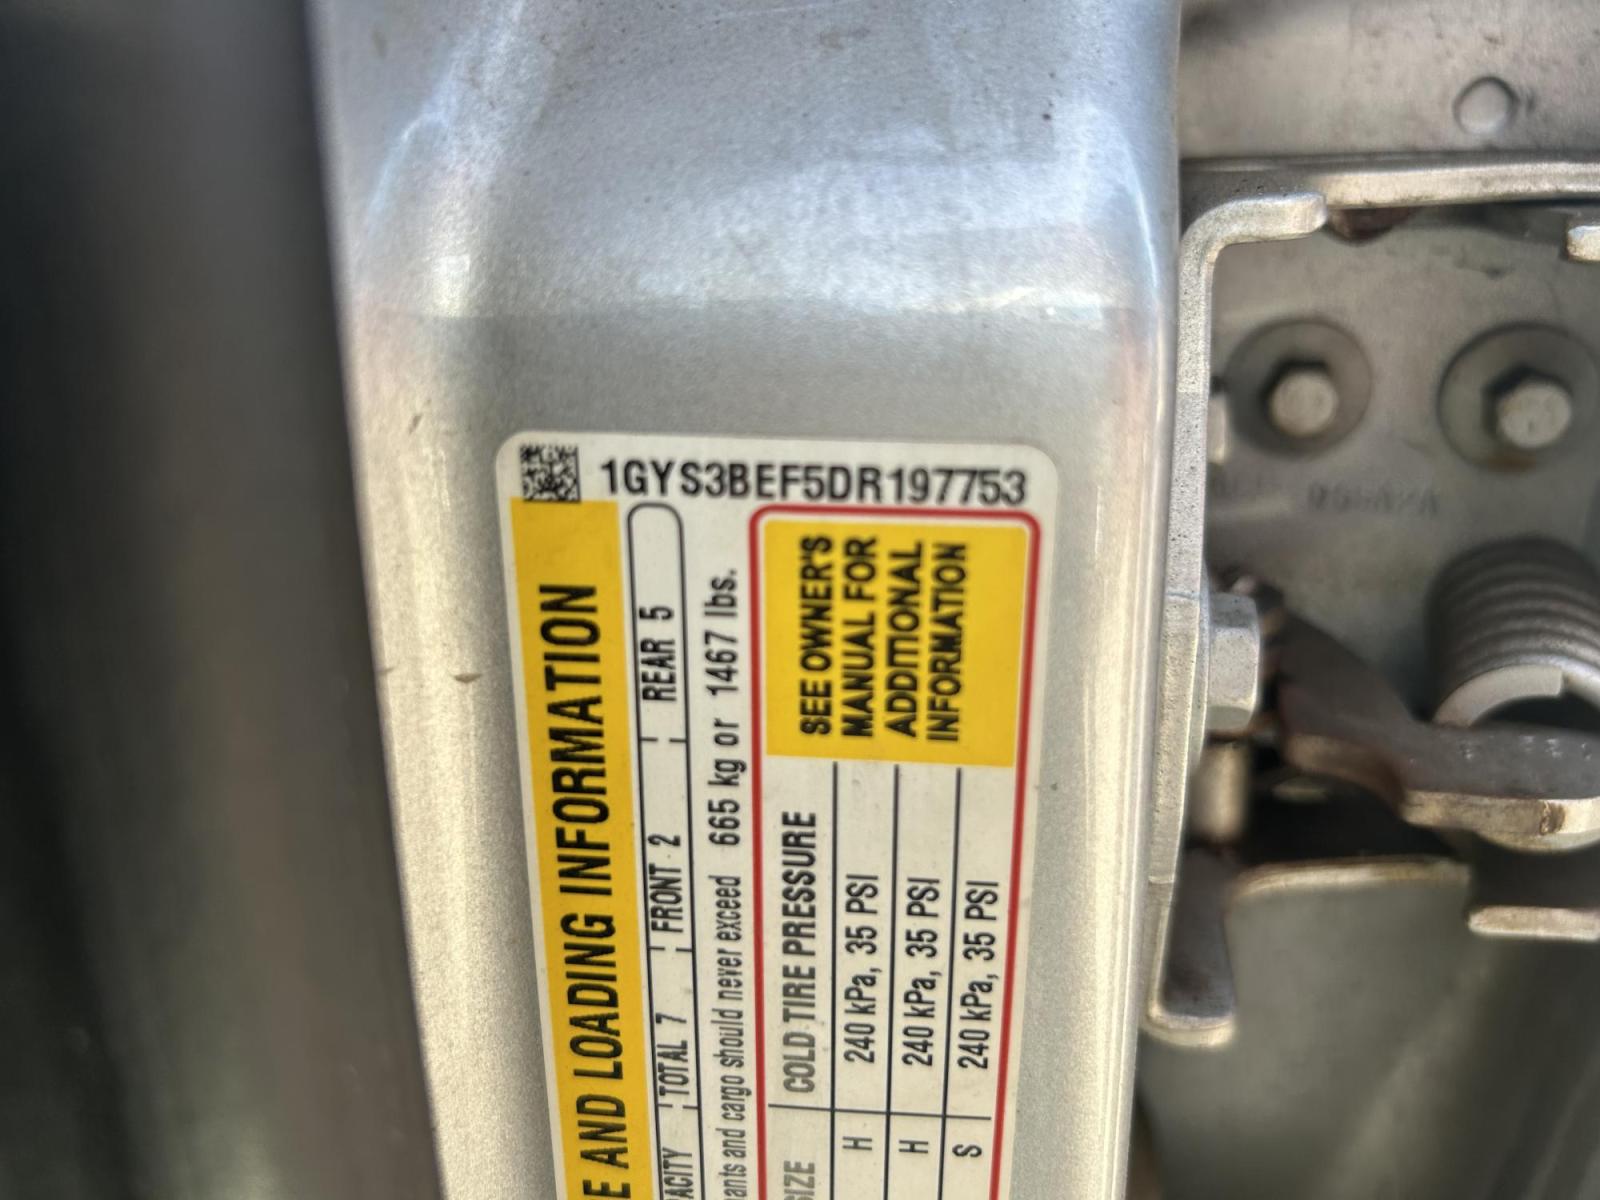 1GYS3BEF5DR197753
E AND LOADING INFORMATION
ACITY TOTAL 7 FRONT 2 REAR 5
ants and cargo should never exceed 665 kg or 1467 lbs.
SIZE COLD TIRE PRESSURE
H 240 kPa, 35 PSI
H 240 kPa, 35 PSI
S 240 kPa, 35 PSI
SEE OWNER'S
MANUAL FOR
ADDITIONAL
INFORMATION